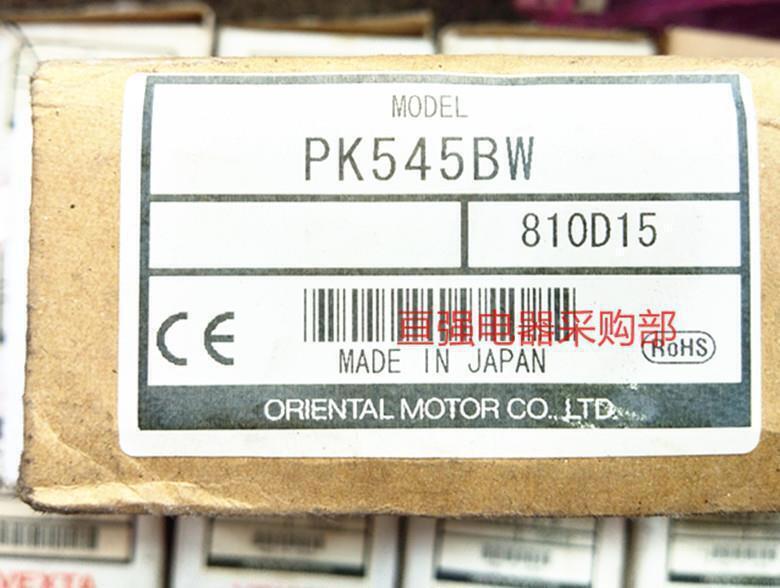 MODEL
PK545BW
810D15
CE
直强电器采购部
RoHS
MADE IN JAPAN
ORIENTAL MOTOR CO., LTD.
VEXTA